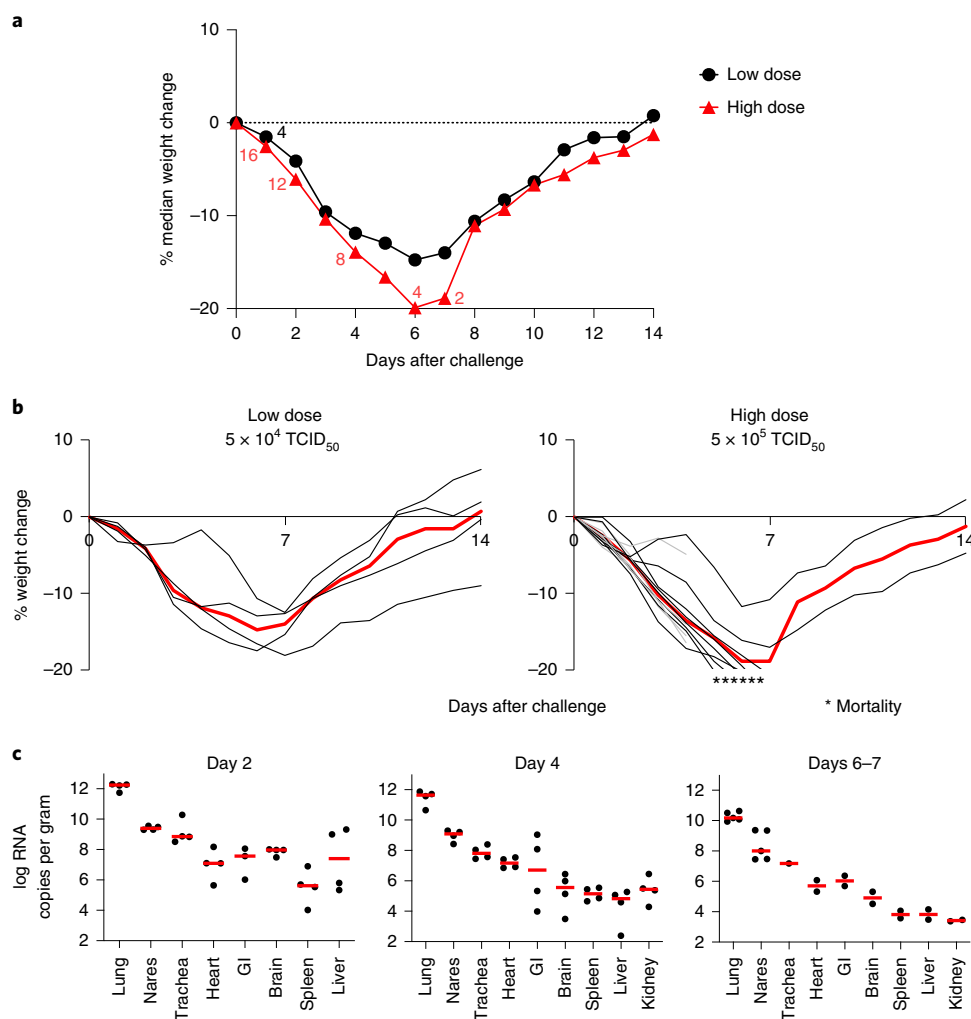 a
10
0
−10
−20
% median weight change
4
16
12
8
4
2
Low dose
High dose
0 2 4 6 8 10 12 14
Days after challenge
b
Low dose
5 × 10⁴ TCID₅₀
High dose
5 × 10⁵ TCID₅₀
% weight change
10
0
−10
−20
0 7 14
10
0
−10
−20
0 7 14
******
Days after challenge
* Mortality
c
Day 2
Day 4
Days 6–7
log RNA
copies per gram
12
10
8
6
4
2
Lung Nares Trachea Heart GI Brain Spleen Liver
12
10
8
6
4
2
Lung Nares Trachea Heart GI Brain Spleen Liver Kidney
12
10
8
6
4
2
Lung Nares Trachea Heart GI Brain Spleen Liver Kidney